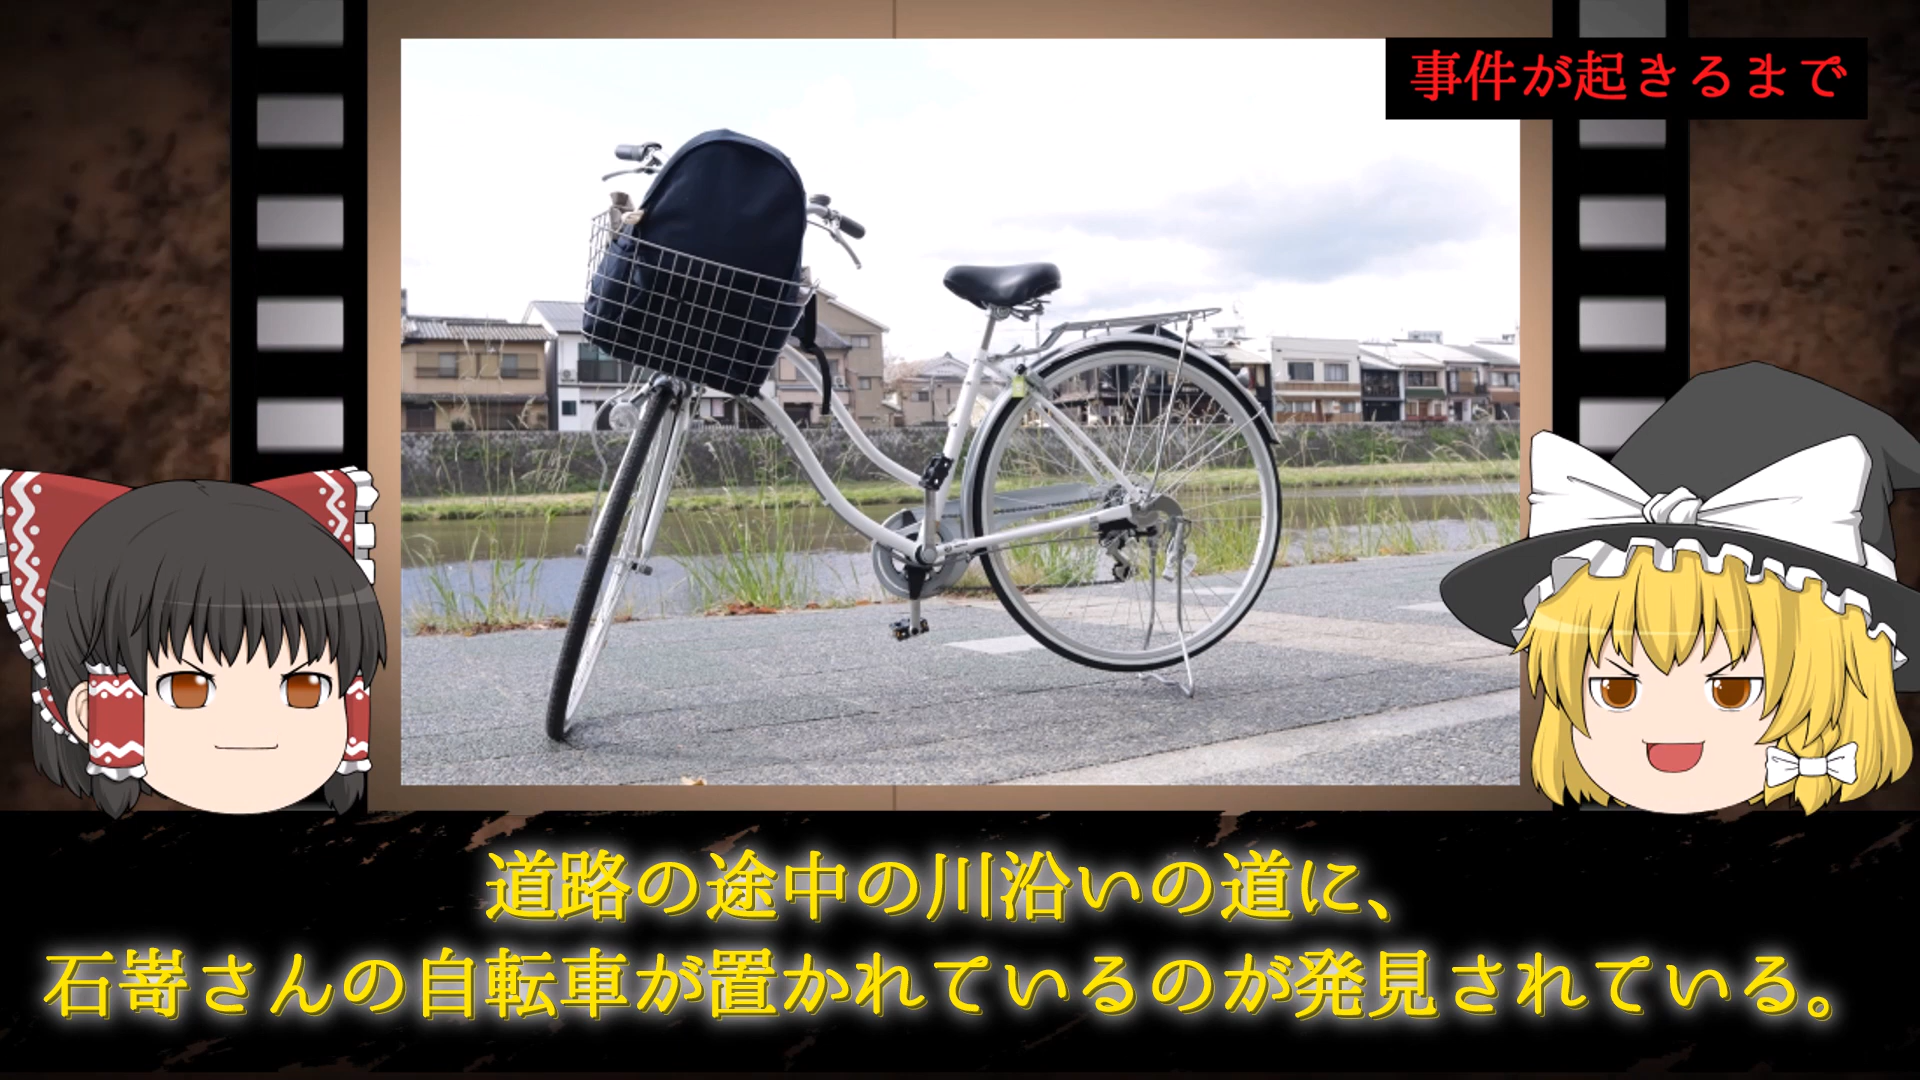 事件が起きるまで
道路の途中の川沿いの道に、
石嵜さんの自転車が置かれているのが発見されている。